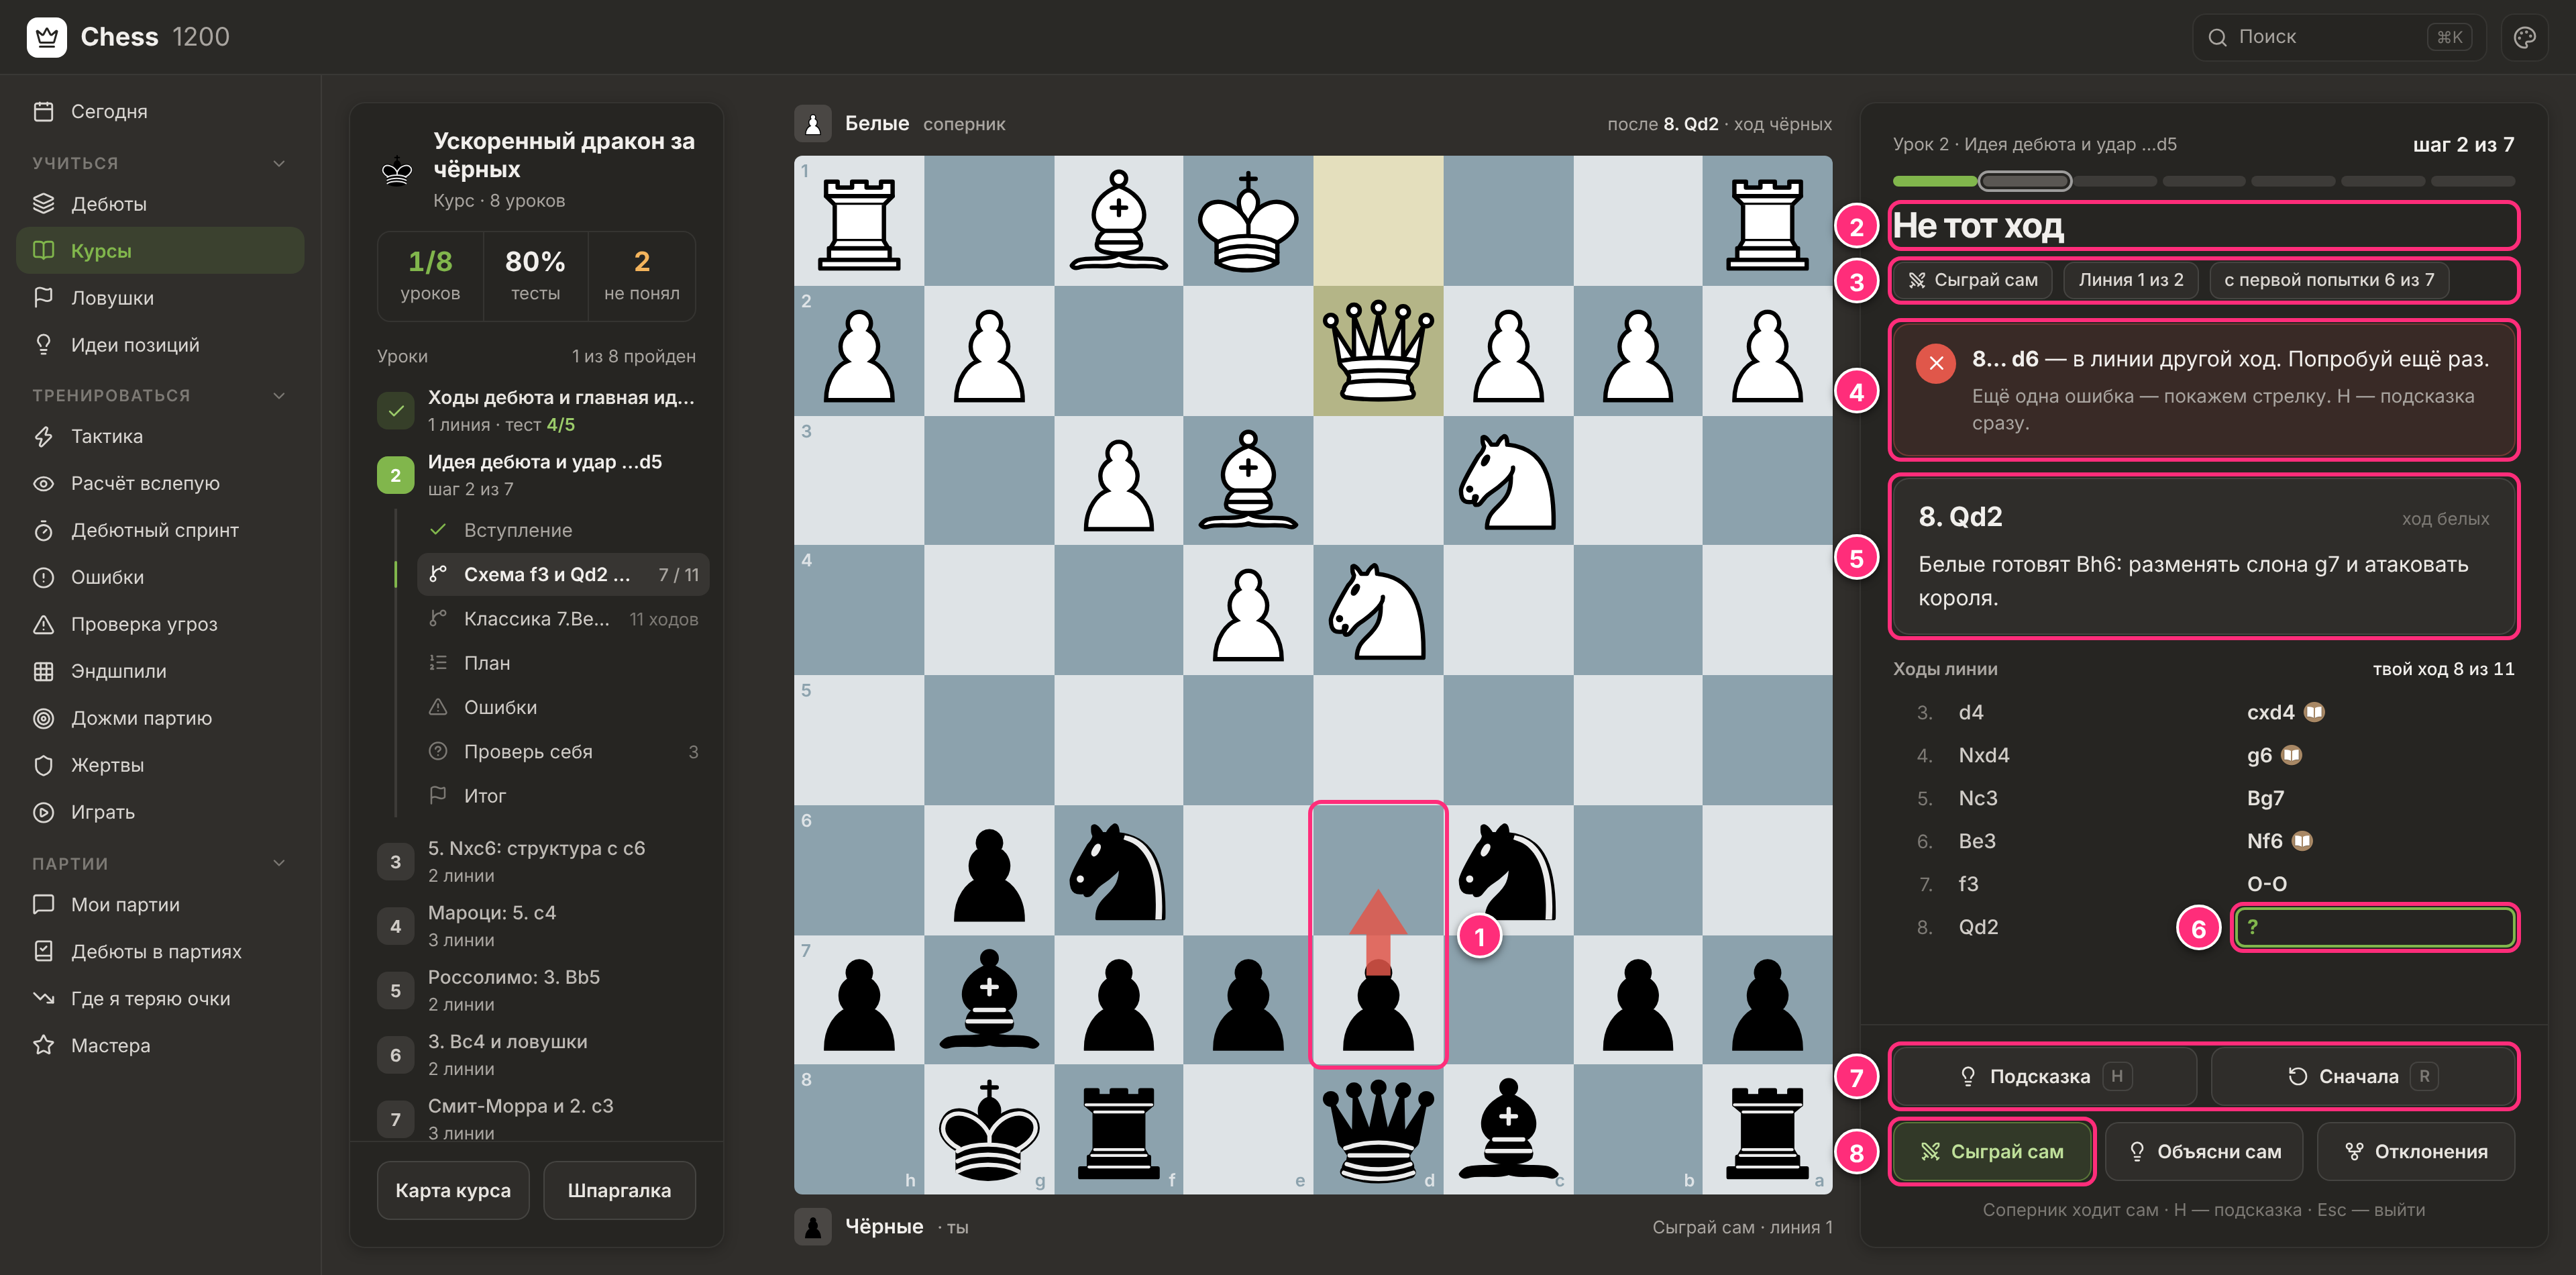 Chess 1200
Поиск
⌘K
Сегодня
УЧИТЬСЯ
Дебюты
Курсы
Ловушки
Идеи позиций
ТРЕНИРОВАТЬСЯ
Тактика
Расчёт вслепую
Дебютный спринт
Ошибки
Проверка угроз
Эндшпили
Дожми партию
Жертвы
Играть
ПАРТИИ
Мои партии
Дебюты в партиях
Где я теряю очки
Мастера
Ускоренный дракон за
чёрных
Курс · 8 уроков
1/8
уроков
80%
тесты
2
не понял
Уроки
1 из 8 пройден
Ходы дебюта и главная ид...
1 линия · тест 4/5
2
Идея дебюта и удар ...d5
шаг 2 из 7
Вступление
Схема f3 и Qd2 ...
7 / 11
Классика 7.Be...
11 ходов
План
Ошибки
Проверь себя
3
Итог
3
5. Nxc6: структура с c6
2 линии
4
Мароци: 5. c4
3 линии
5
Россолимо: 3. Bb5
2 линии
6
3. Bc4 и ловушки
2 линии
7
Смит-Морра и 2. c3
3 линии
Карта курса
Шпаргалка
Белые соперник
после 8. Qd2 · ход чёрных
1
2
3
4
5
6
7
8
h
g
f
e
d
c
b
a
1
Чёрные · ты
Сыграй сам · линия 1
Урок 2 · Идея дебюта и удар ...d5
шаг 2 из 7
2
Не тот ход
3
Сыграй сам
Линия 1 из 2
с первой попытки 6 из 7
4
8... d6 — в линии другой ход. Попробуй ещё раз.
Ещё одна ошибка — покажем стрелку. H — подсказка
сразу.
5
8. Qd2
ход белых
Белые готовят Bh6: разменять слона g7 и атаковать
короля.
Ходы линии
твой ход 8 из 11
3. d4 cxd4
4. Nxd4 g6
5. Nc3 Bg7
6. Be3 Nf6
7. f3 O-O
8. Qd2 ?
6
7
Подсказка H
Сначала R
8
Сыграй сам
Объясни сам
Отклонения
Соперник ходит сам · H — подсказка · Esc — выйти